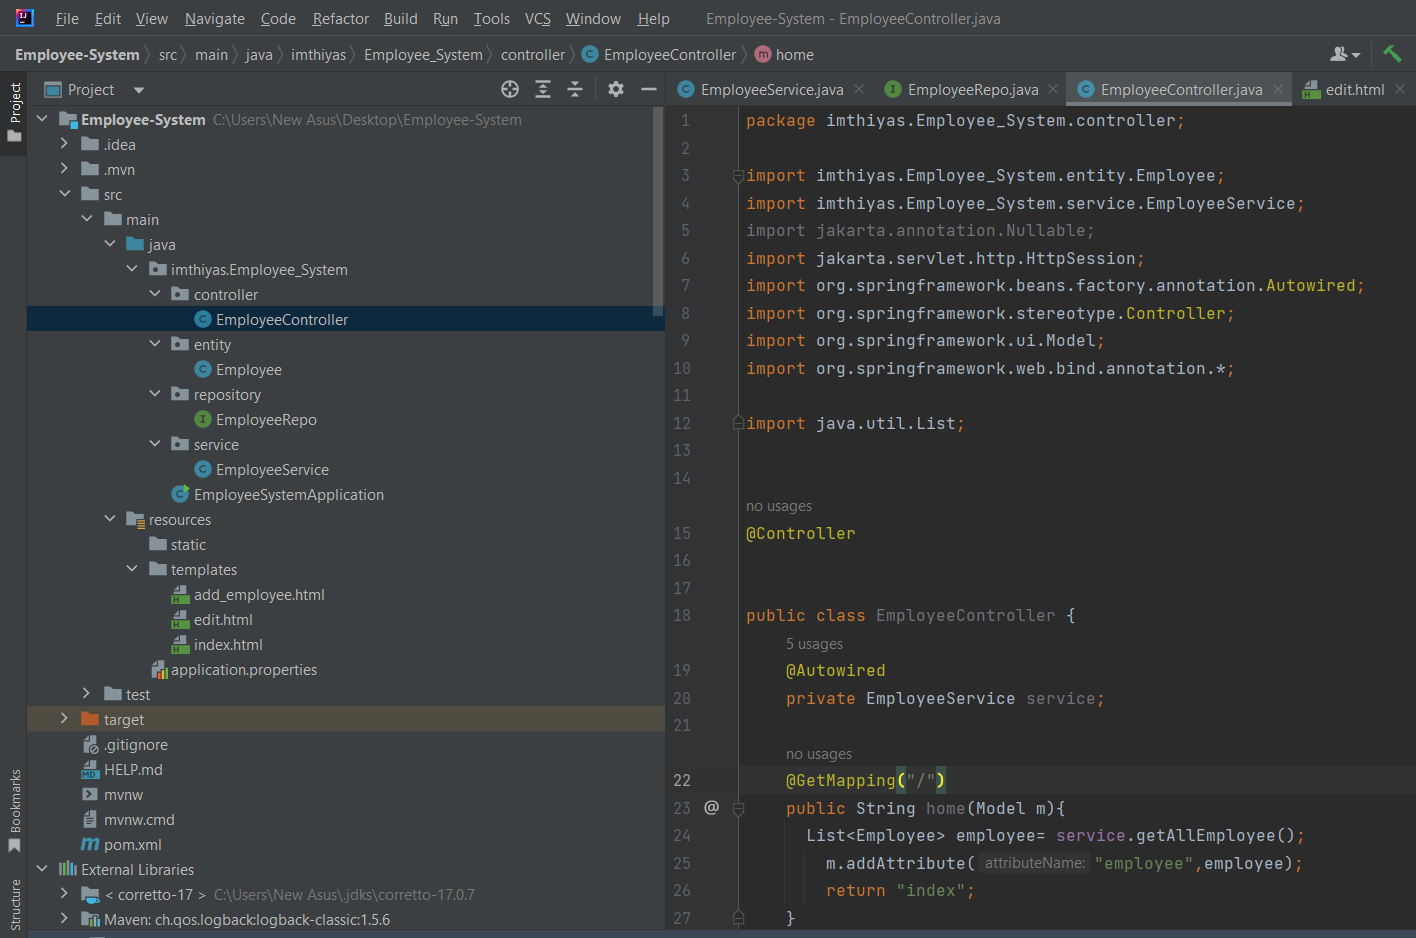 File Edit View Navigate Code Refactor Build Run Tools VCS Window Help Employee-System - EmployeeController.java
Employee-System src main java imthiyas Employee_System controller EmployeeController home
Project
Bookmarks
Structure
Project
Employee-System C:\Users\New Asus\Desktop\Employee-System
.idea
.mvn
src
main
java
imthiyas.Employee_System
controller
EmployeeController
entity
Employee
repository
EmployeeRepo
service
EmployeeService
EmployeeSystemApplication
resources
static
templates
add_employee.html
edit.html
index.html
application.properties
test
target
.gitignore
HELP.md
mvnw
mvnw.cmd
pom.xml
External Libraries
< corretto-17 > C:\Users\New Asus\.jdks\corretto-17.0.7
Maven: ch.qos.logback:logback-classic:1.5.6
EmployeeService.java EmployeeRepo.java EmployeeController.java edit.html
1 package imthiyas.Employee_System.controller;
2
3 import imthiyas.Employee_System.entity.Employee;
4 import imthiyas.Employee_System.service.EmployeeService;
5 import jakarta.annotation.Nullable;
6 import jakarta.servlet.http.HttpSession;
7 import org.springframework.beans.factory.annotation.Autowired;
8 import org.springframework.stereotype.Controller;
9 import org.springframework.ui.Model;
10 import org.springframework.web.bind.annotation.*;
11
12 import java.util.List;
13
14
no usages
15 @Controller
16
17
18 public class EmployeeController {
5 usages
19 @Autowired
20 private EmployeeService service;
21
no usages
22 @GetMapping("/")
23 @ public String home(Model m){
24 List<Employee> employee= service.getAllEmployee();
25 m.addAttribute( attributeName: "employee",employee);
26 return "index";
27 }